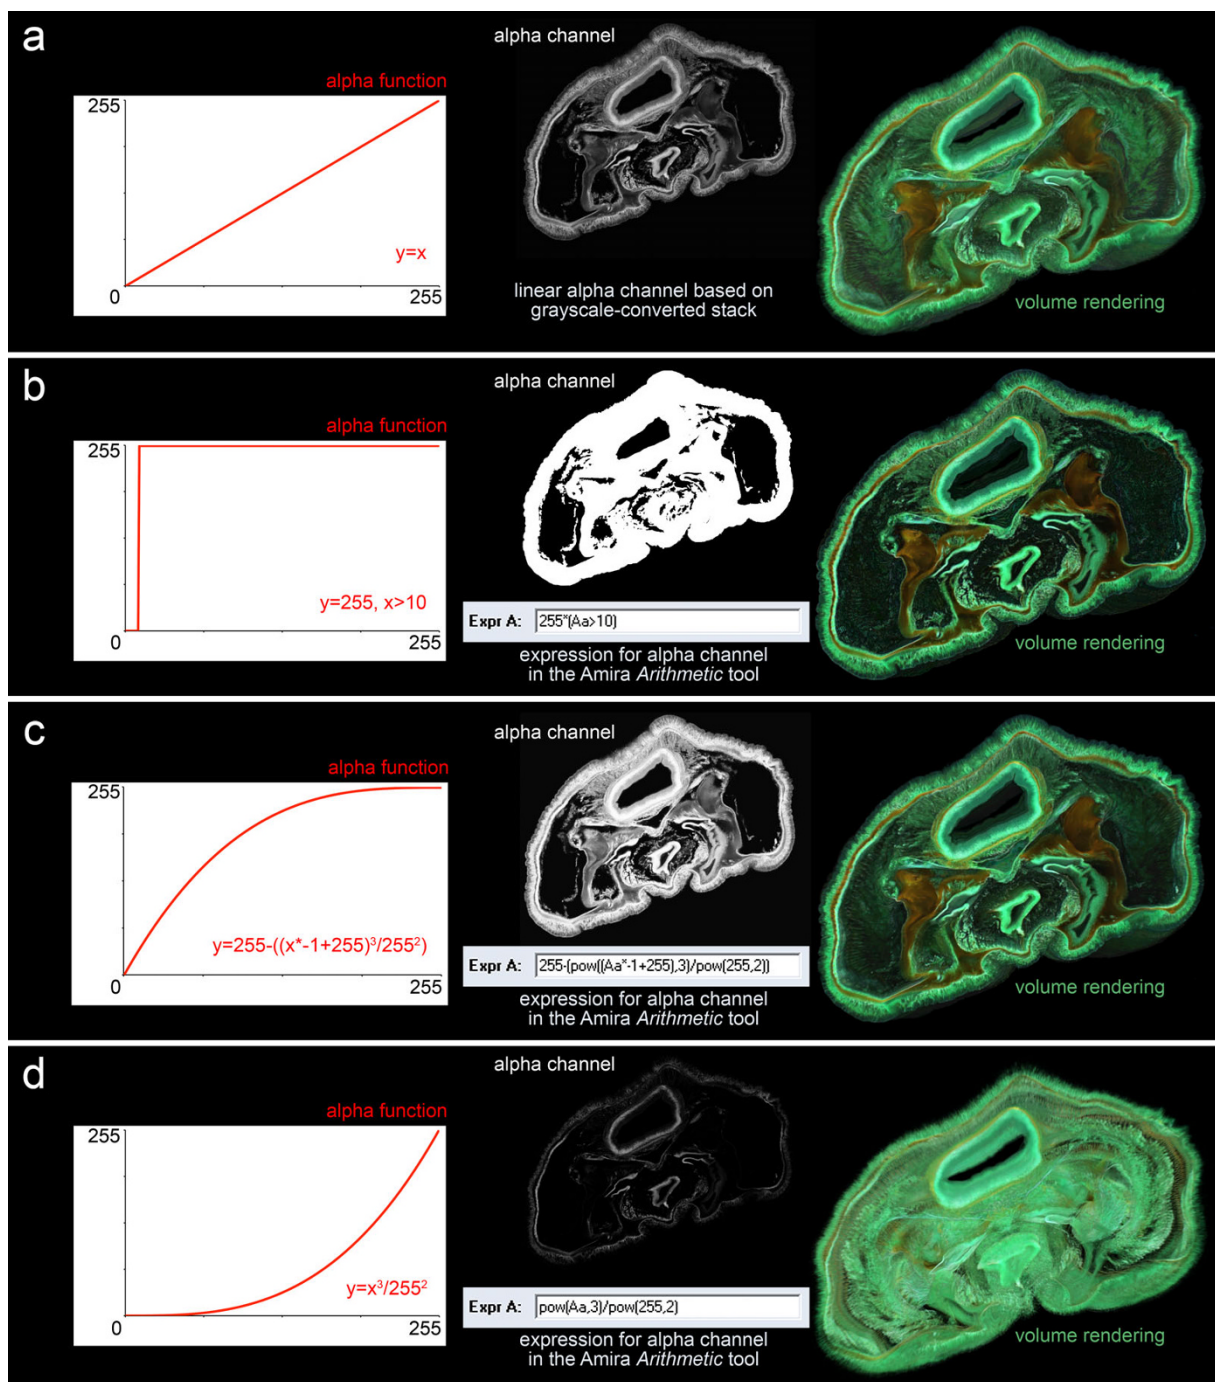 a
alpha function
255
y=x
0
255
alpha channel
linear alpha channel based on
grayscale-converted stack
volume rendering
b
alpha function
255
y=255, x>10
0
255
alpha channel
Expr A: 255*(Aa>10)
expression for alpha channel
in the Amira Arithmetic tool
volume rendering
c
alpha function
255
y=255-((x*-1+255)³/255²)
0
255
alpha channel
Expr A: 255-(pow((Aa*-1+255),3)/pow(255,2))
expression for alpha channel
in the Amira Arithmetic tool
volume rendering
d
alpha function
255
y=x³/255²
0
255
alpha channel
Expr A: pow(Aa,3)/pow(255,2)
expression for alpha channel
in the Amira Arithmetic tool
volume rendering